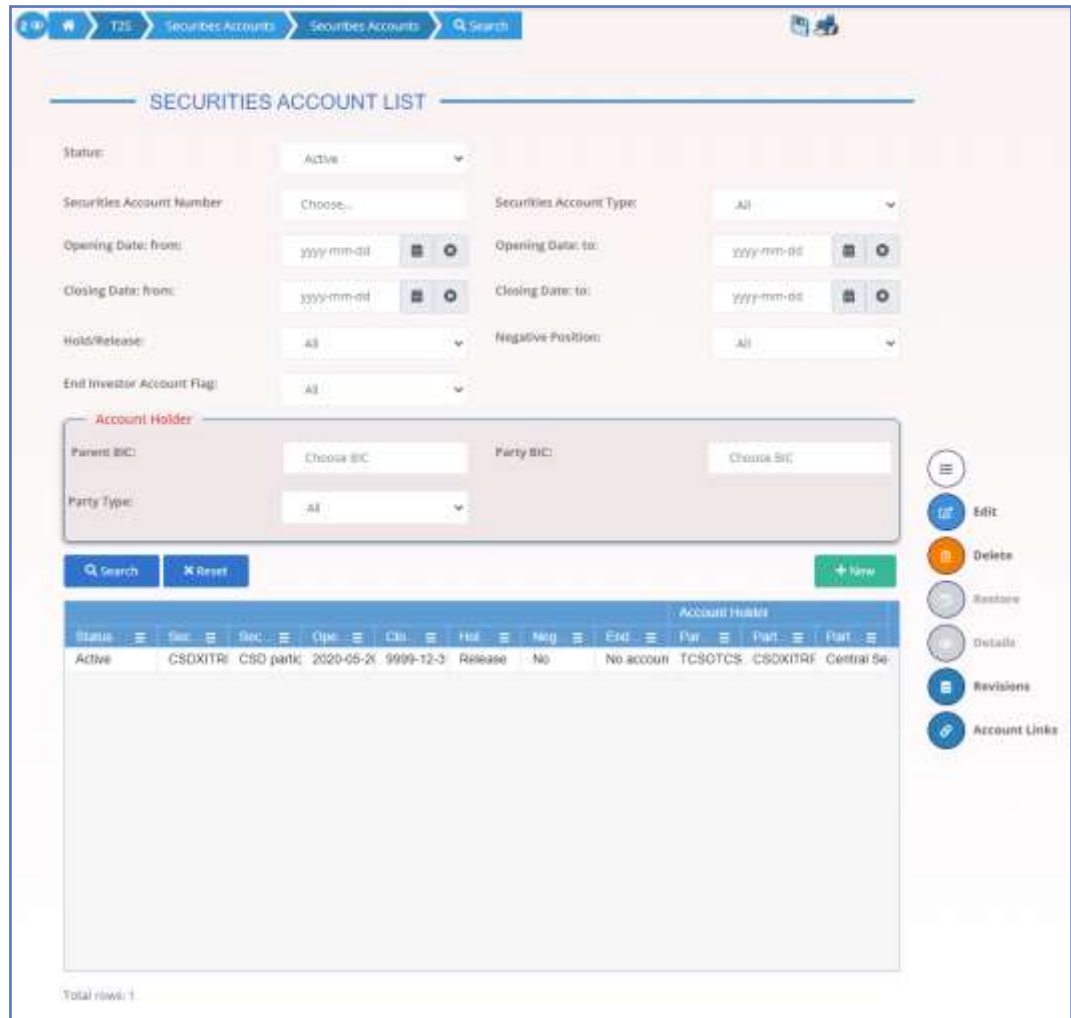 T2S Securities Accounts Securities Accounts Search
SECURITIES ACCOUNT LIST
Status: Active
Securities Account Number Choose... Securities Account Type: All
Opening Date: from: yyyy-mm-dd Opening Date: to: yyyy-mm-dd
Closing Date: from: yyyy-mm-dd Closing Date: to: yyyy-mm-dd
Hold/Release: All Negative Position: All
End Investor Account Flag: All
Account Holder
Parent BIC: Choose BIC Party BIC: Choose BIC
Party Type: All
Search Reset New
Account Holder
Status Sec... Sec... Ope... Clo... Hol... Neg... End... Par... Part... Part...
Active CSD partic 2020-05-2 9999-12-3 Release No No accoun TCSOTCS Central Se
Edit
Delete
Restore
Details
Revisions
Account Links
Total rows: 1